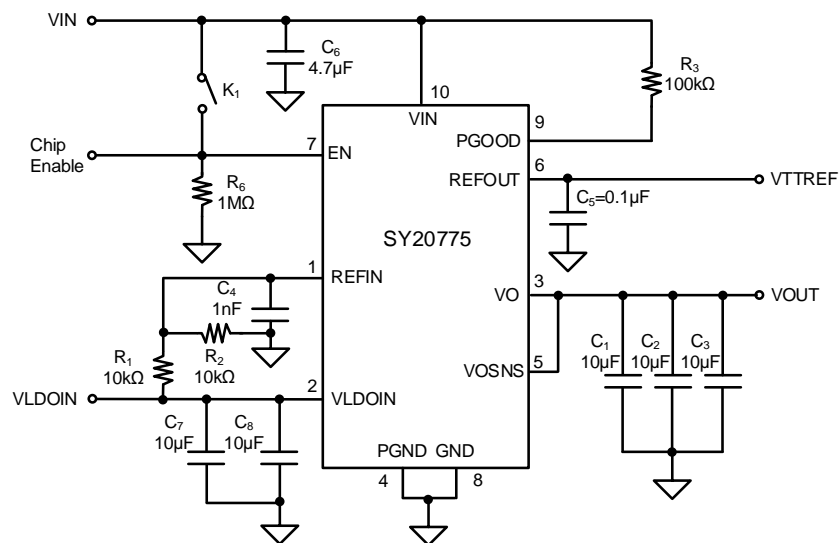 VIN
C6
4.7µF
K1
R3
100kΩ
10
VIN
9
PGOOD
Chip
Enable
7
EN
6
REFOUT
VTTREF
R6
1MΩ
C5=0.1µF
SY20775
1
REFIN
C4
1nF
3
VO
VOUT
R1
10kΩ
R2
10kΩ
C1
10µF
C2
10µF
C3
10µF
5
VOSNS
VLDOIN
2
VLDOIN
C7
10µF
C8
10µF
PGND
GND
4
8